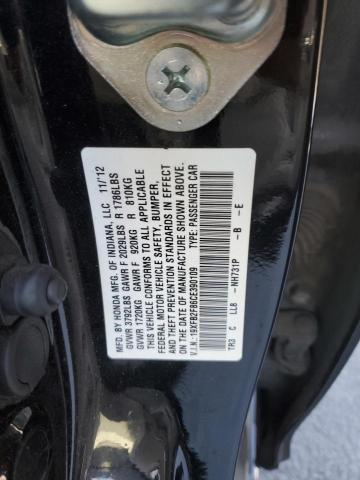 MFD. BY HONDA MFG. OF INDIANA, LLC 11/12
GVWR 3792LBS GAWR F 2029LBS R 1786LBS
GVWR 1720KG GAWR F 920KG R 810KG
THIS VEHICLE CONFORMS TO ALL APPLICABLE
FEDERAL MOTOR VEHICLE SAFETY, BUMPER,
AND THEFT PREVENTION STANDARDS IN EFFECT
ON THE DATE OF MANUFACTURE SHOWN ABOVE.
V.I.N.: 19XFB2F86CE390109 TYPE: PASSENGER CAR
TR3 C LL8 -NH731P -B -E